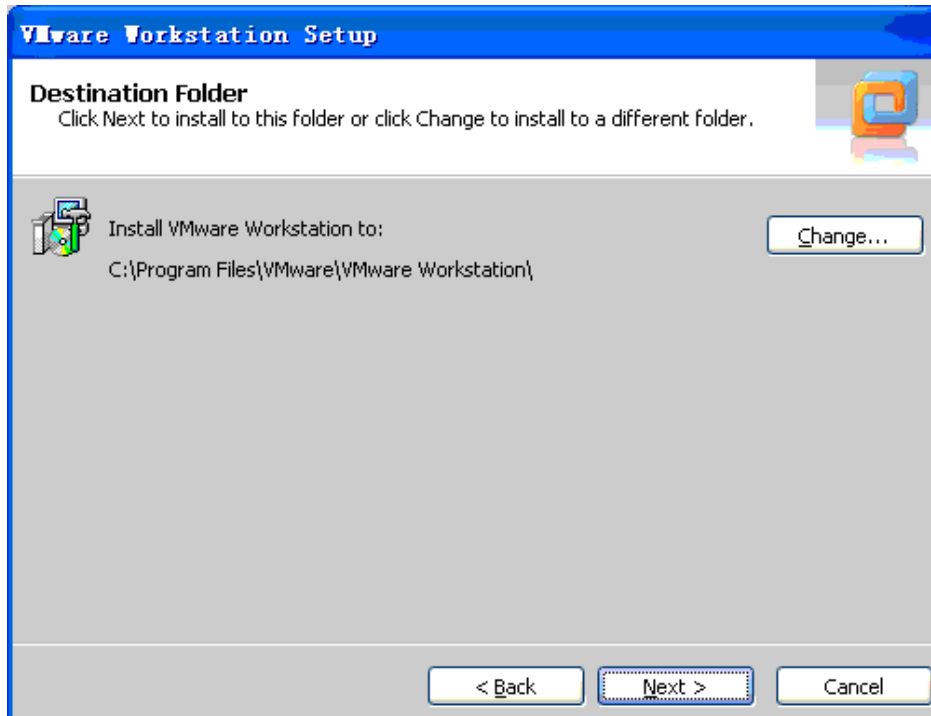 VMware Workstation Setup
Destination Folder
Click Next to install to this folder or click Change to install to a different folder.
Install VMware Workstation to:
Change...
C:\Program Files\VMware\VMware Workstation\
< Back
Next >
Cancel